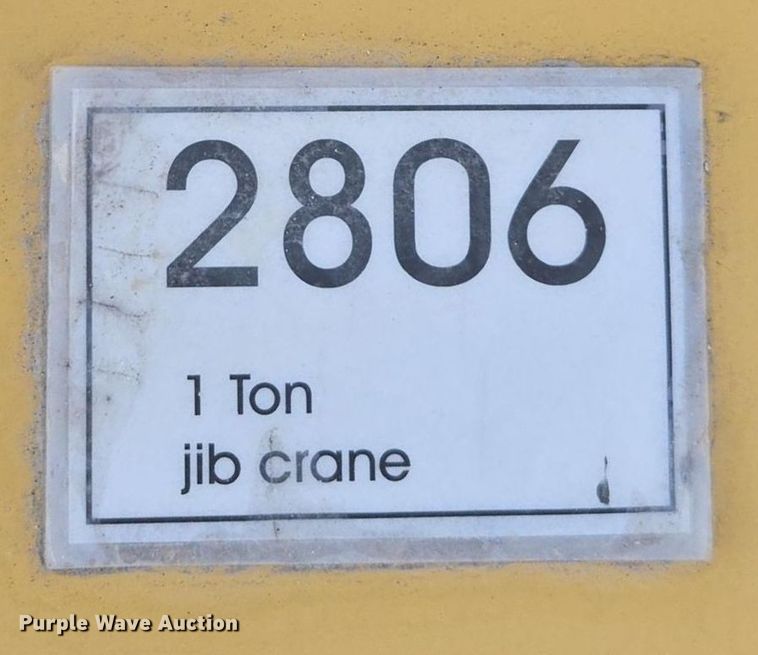 2806
1 Ton
jib crane
Purple Wave Auction